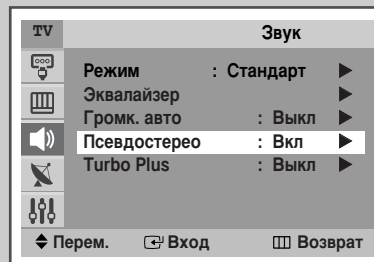 TV Звук
Режим : Стандарт ▶
Эквалайзер ▶
Громк. авто : Выкл ▶
Псевдостерео : Вкл ▶
Turbo Plus : Выкл ▶
Перем. Вход Возврат